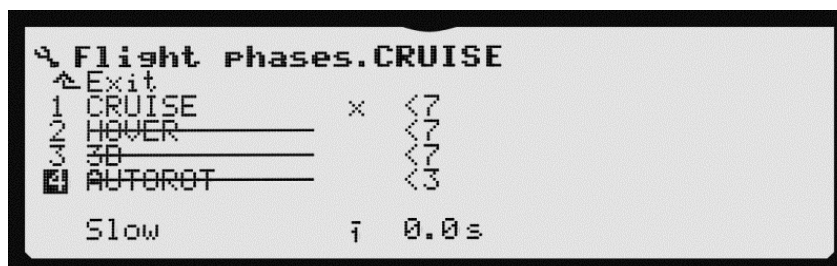 Flight phases.CRUISE
Exit
1 CRUISE x <7
2 HOVER <7
3 3D <7
4 AUTOROT <3
Slow 0.0s